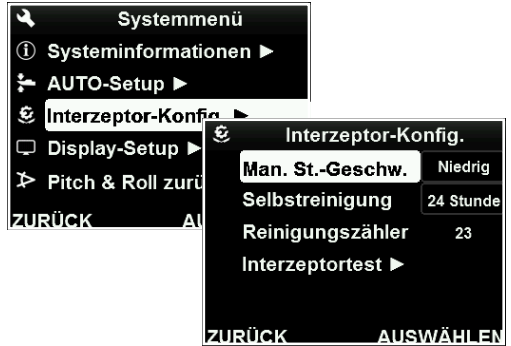 Systemmenü
Systeminformationen ►
AUTO-Setup ►
Interzeptor-Konfig. ►
Display-Setup ►
Pitch & Roll zurü
ZURÜCK AU
Interzeptor-Konfig.
Man. St.-Geschw. Niedrig
Selbstreinigung 24 Stunde
Reinigungszähler 23
Interzeptortest ►
ZURÜCK AUSWÄHLEN